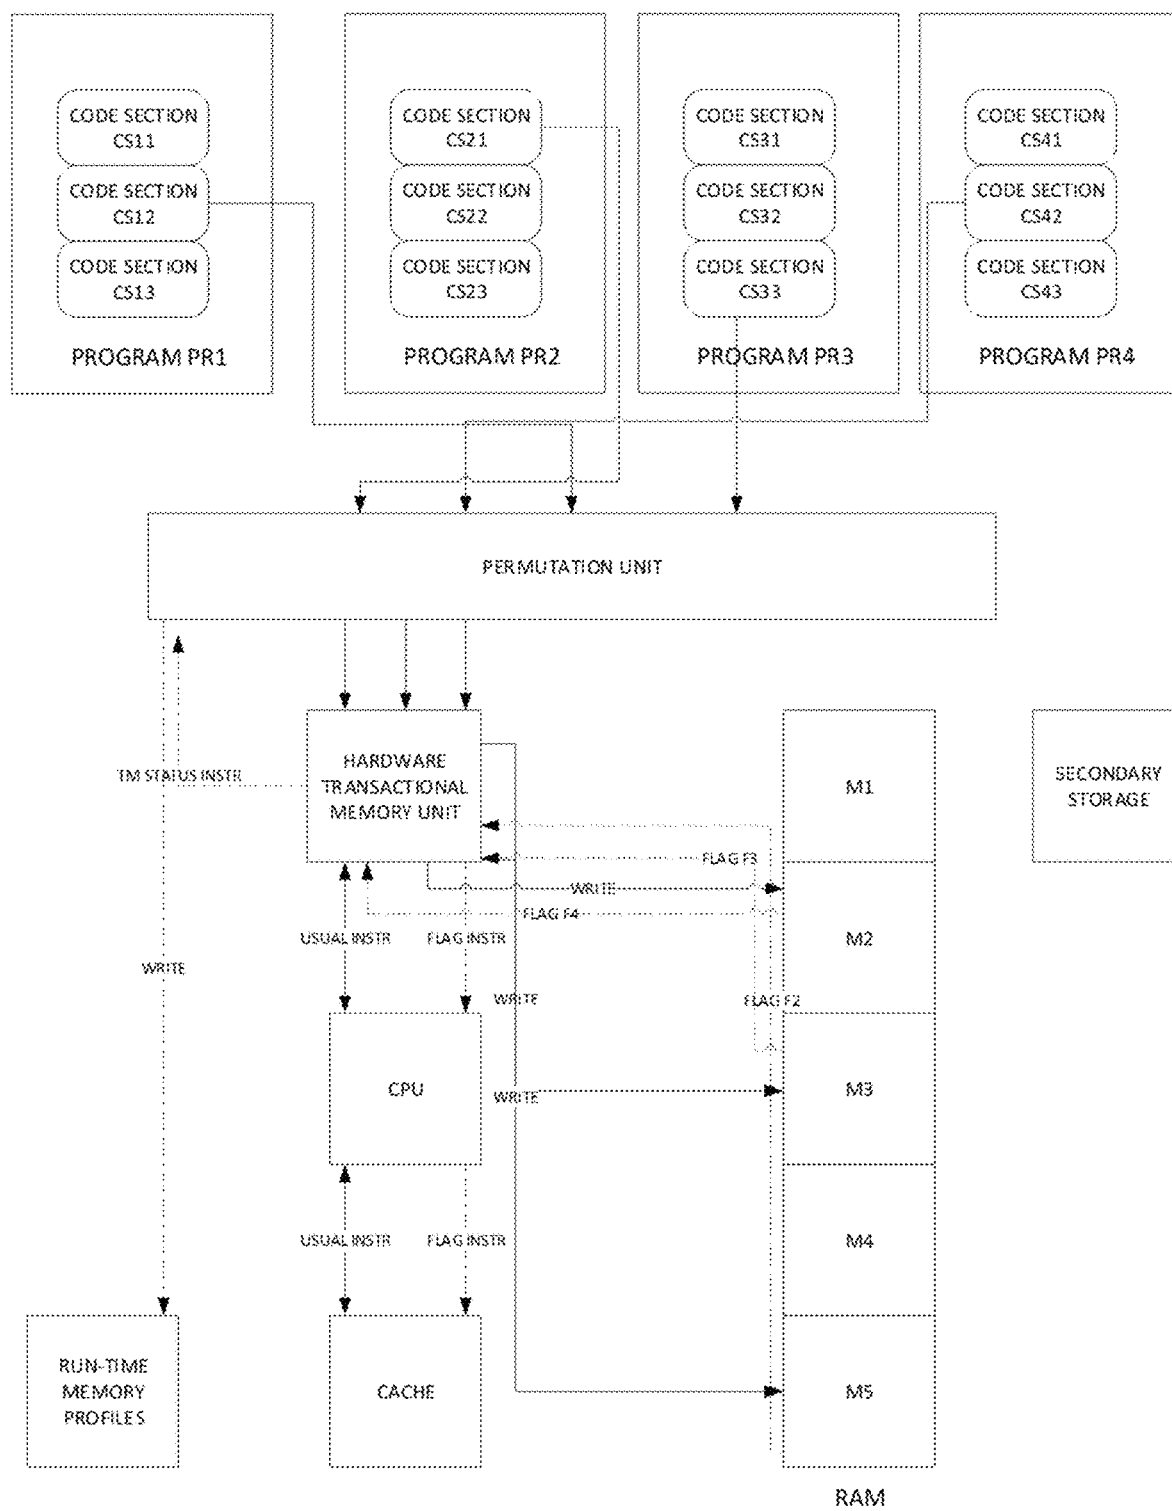 CODE SECTION
CS11
CODE SECTION
CS12
CODE SECTION
CS13
PROGRAM PR1
CODE SECTION
CS21
CODE SECTION
CS22
CODE SECTION
CS23
PROGRAM PR2
CODE SECTION
CS31
CODE SECTION
CS32
CODE SECTION
CS33
PROGRAM PR3
CODE SECTION
CS41
CODE SECTION
CS42
CODE SECTION
CS43
PROGRAM PR4
PERMUTATION UNIT
TM STATUS INSTR
HARDWARE
TRANSACTIONAL
MEMORY UNIT
M1
SECONDARY
STORAGE
FLAG F3
WRITE
FLAG F4
USUAL INSTR
FLAG INSTR
M2
WRITE
WRITE
FLAG F2
CPU
WRITE
M3
USUAL INSTR
FLAG INSTR
M4
RUN-TIME
MEMORY
PROFILES
CACHE
M5
RAM